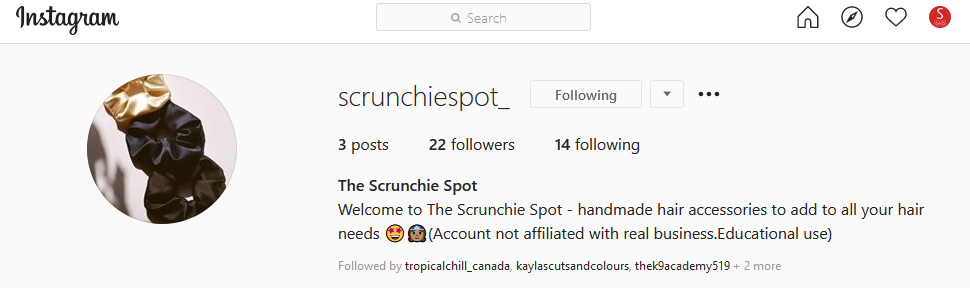 Instagram
Search
S
scrunchiespot_ Following
3 posts 22 followers 14 following
The Scrunchie Spot
Welcome to The Scrunchie Spot - handmade hair accessories to add to all your hair
needs 🤩👩🏾(Account not affiliated with real business.Educational use)
Followed by tropicalchill_canada, kaylascutsandcolours, thek9academy519 + 2 more